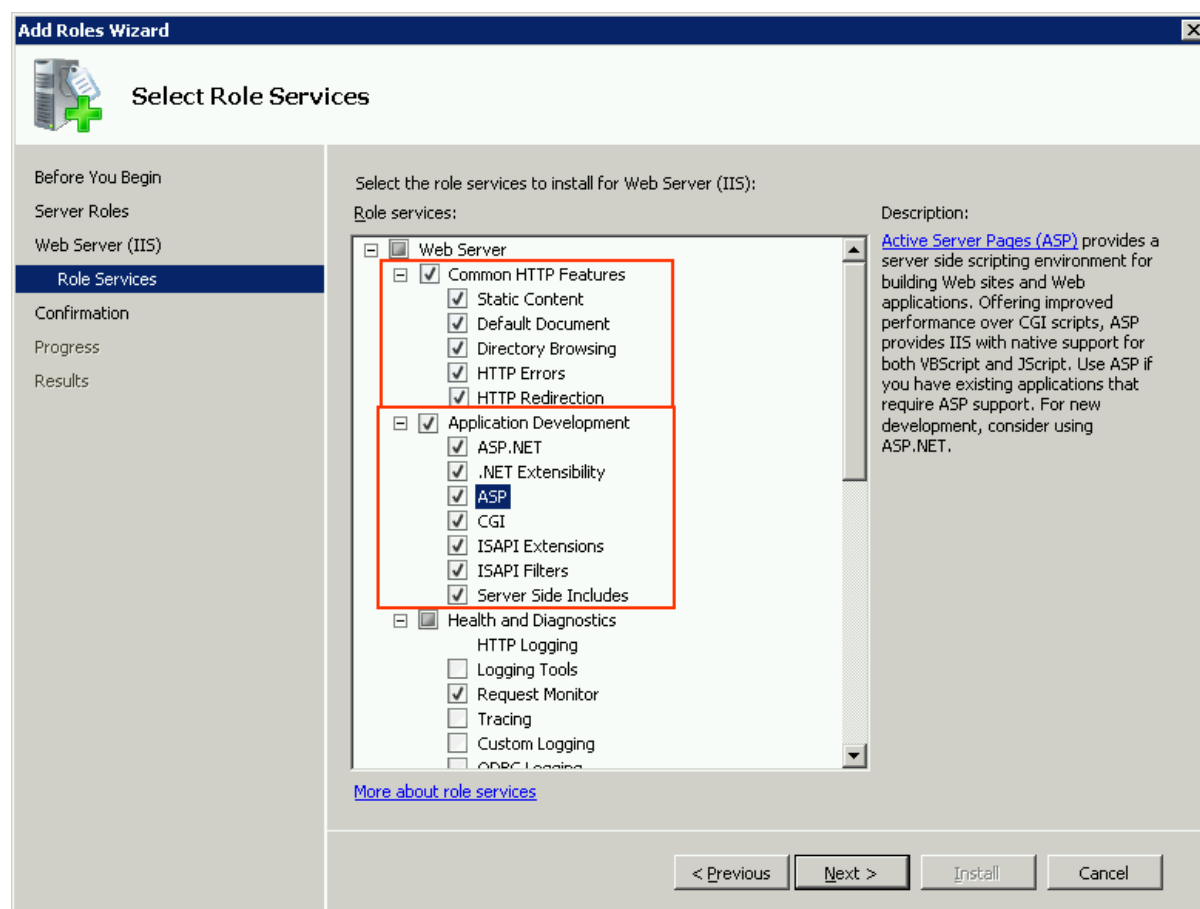 Add Roles Wizard
Select Role Services
Before You Begin
Server Roles
Web Server (IIS)
Role Services
Confirmation
Progress
Results
Select the role services to install for Web Server (IIS):
Role services:
Web Server
Common HTTP Features
Static Content
Default Document
Directory Browsing
HTTP Errors
HTTP Redirection
Application Development
ASP.NET
.NET Extensibility
ASP
CGI
ISAPI Extensions
ISAPI Filters
Server Side Includes
Health and Diagnostics
HTTP Logging
Logging Tools
Request Monitor
Tracing
Custom Logging
ODBC Logging
More about role services
Description:
Active Server Pages (ASP) provides a
server side scripting environment for
building Web sites and Web
applications. Offering improved
performance over CGI scripts, ASP
provides IIS with native support for
both VBScript and JScript. Use ASP if
you have existing applications that
require ASP support. For new
development, consider using
ASP.NET.
< Previous
Next >
Install
Cancel